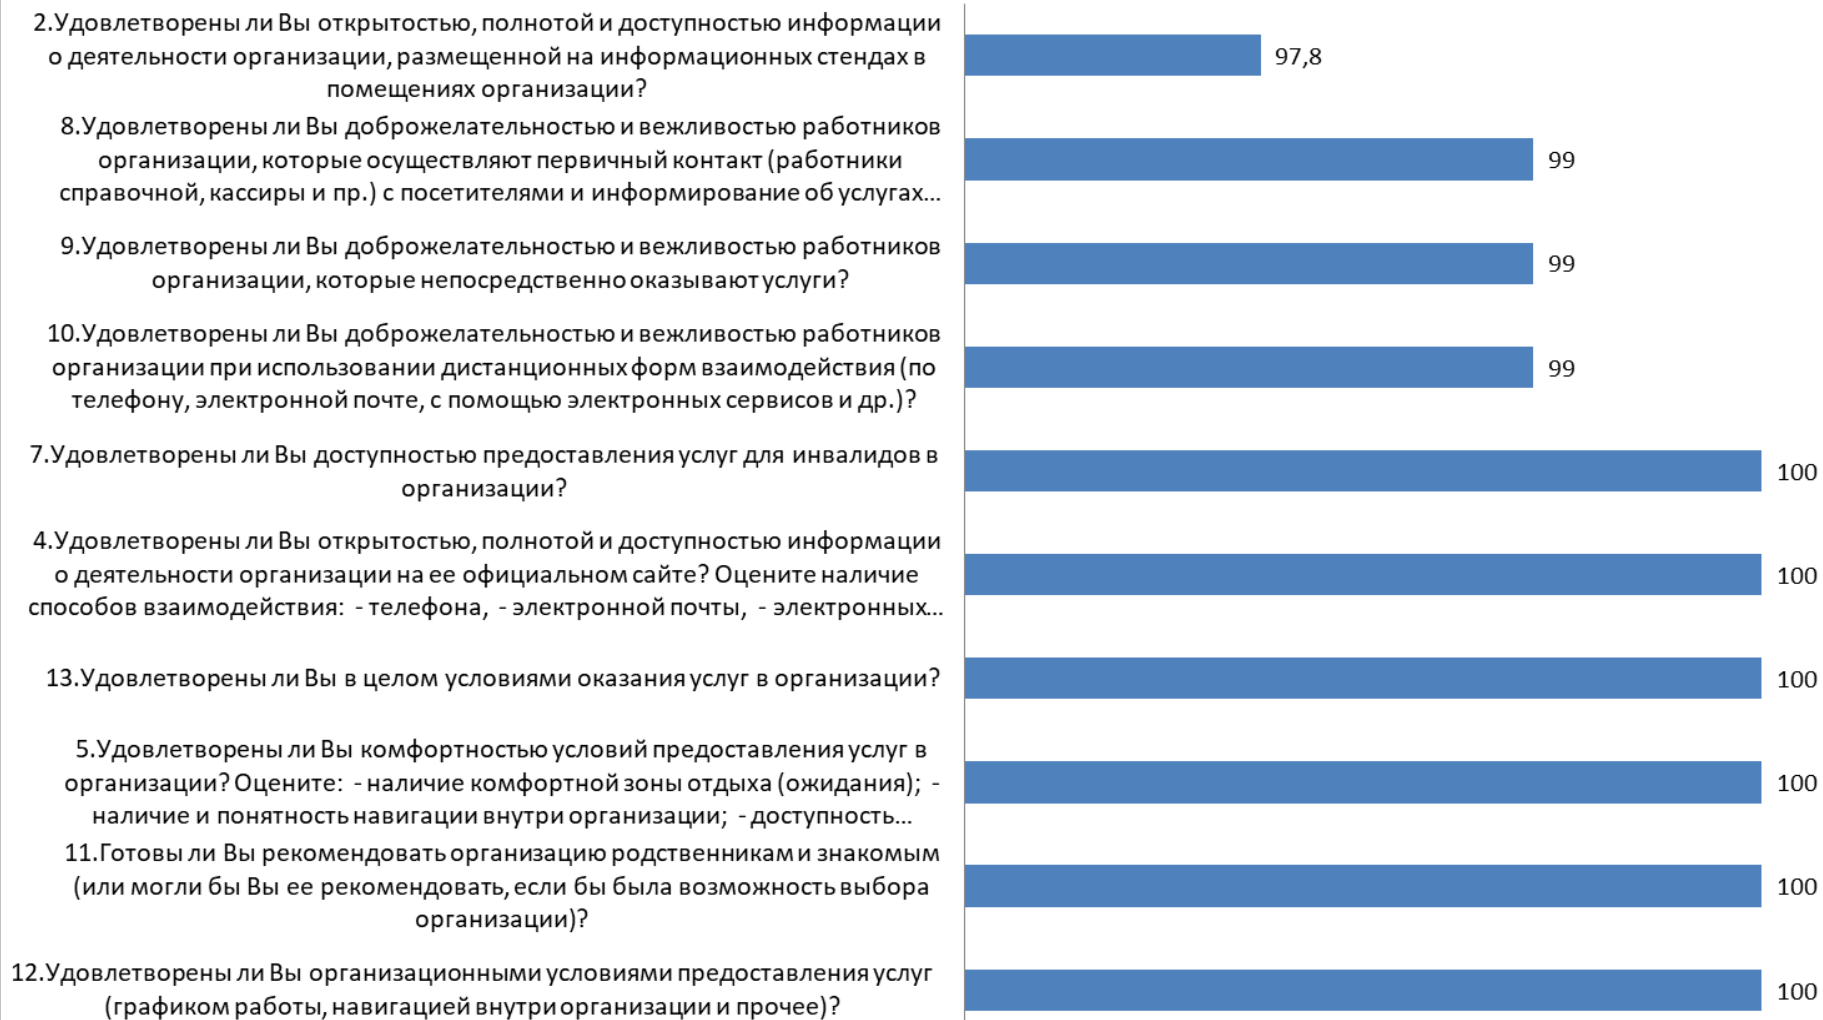 2.Удовлетворены ли Вы открытостью, полнотой и доступностью информации
о деятельности организации, размещенной на информационных стендах в
помещениях организации?
97,8
8.Удовлетворены ли Вы доброжелательностью и вежливостью работников
организации, которые осуществляют первичный контакт (работники
справочной, кассиры и пр.) с посетителями и информирование об услугах...
99
9.Удовлетворены ли Вы доброжелательностью и вежливостью работников
организации, которые непосредственно оказывают услуги?
99
10.Удовлетворены ли Вы доброжелательностью и вежливостью работников
организации при использовании дистанционных форм взаимодействия (по
телефону, электронной почте, с помощью электронных сервисов и др.)?
99
7.Удовлетворены ли Вы доступностью предоставления услуг для инвалидов в
организации?
100
4.Удовлетворены ли Вы открытостью, полнотой и доступностью информации
о деятельности организации на ее официальном сайте? Оцените наличие
способов взаимодействия: - телефона, - электронной почты, - электронных...
100
13.Удовлетворены ли Вы в целом условиями оказания услуг в организации?
100
5.Удовлетворены ли Вы комфортностью условий предоставления услуг в
организации? Оцените: - наличие комфортной зоны отдыха (ожидания); -
наличие и понятность навигации внутри организации; - доступность...
100
11.Готовы ли Вы рекомендовать организацию родственникам и знакомым
(или могли бы Вы ее рекомендовать, если бы была возможность выбора
организации)?
100
12.Удовлетворены ли Вы организационными условиями предоставления услуг
(графиком работы, навигацией внутри организации и прочее)?
100